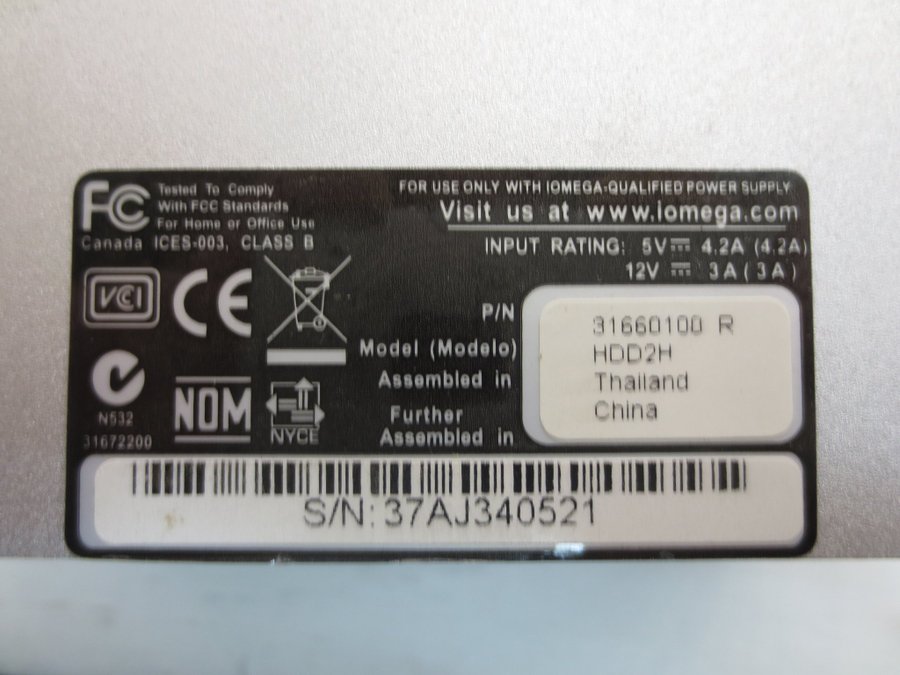 FC Tested To Comply
With FCC Standards
For Home or Office Use
Canada ICES-003, CLASS B
FOR USE ONLY WITH IOMEGA-QUALIFIED POWER SUPPLY
Visit us at www.iomega.com
INPUT RATING: 5V 4.2A (4.2A)
12V 3A ( 3A )
VCI
CE
N532
31672200
NOM
NYCE
P/N 31660100 R
Model (Modelo) HDD2H
Assembled in Thailand
Further
Assembled in China
S/N: 37AJ340521